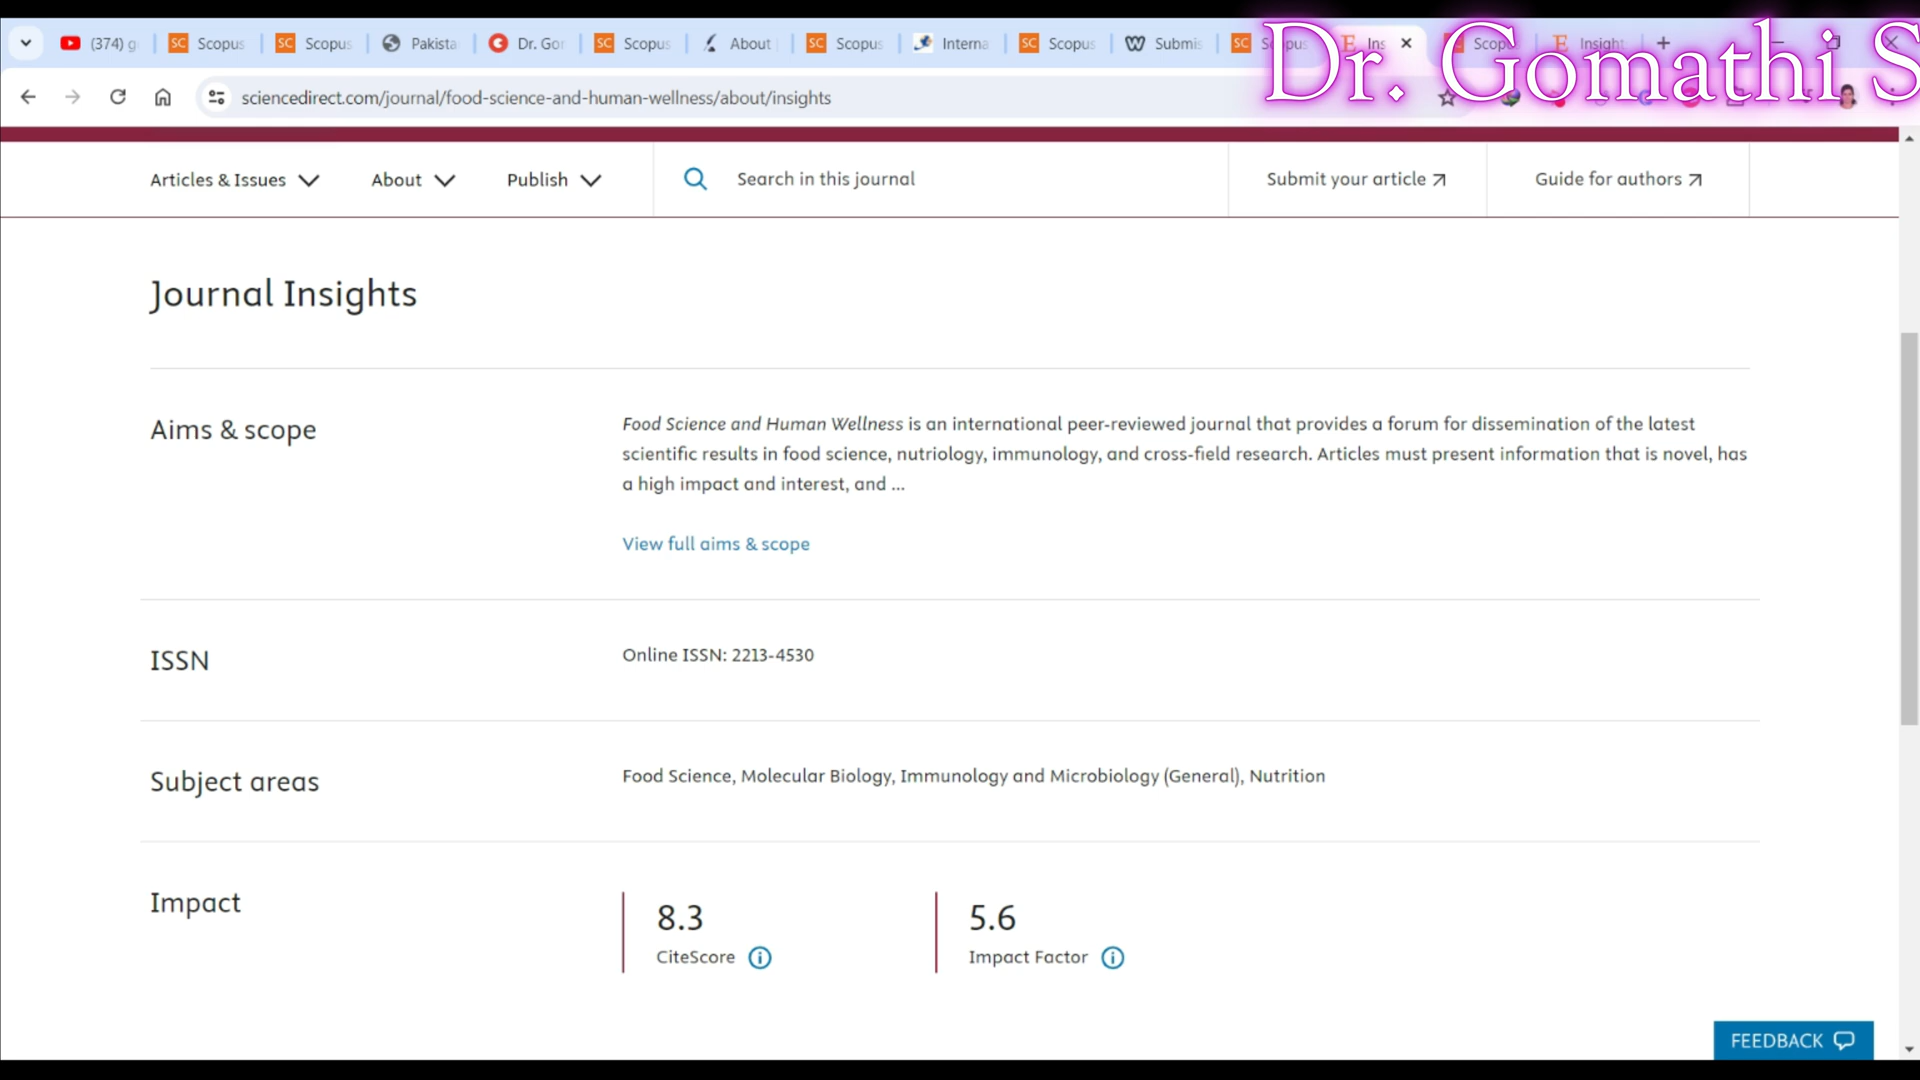 (374) g
Scopus
Scopus
Pakista
Dr. Gor
Scopus
About
Scopus
Interna
Scopus
Submis
Ins
Scop
Insight
Dr. Gomathi S
sciencedirect.com/journal/food-science-and-human-wellness/about/insights
Articles & Issues
About
Publish
Search in this journal
Submit your article
Guide for authors
Journal Insights
Aims & scope
Food Science and Human Wellness is an international peer-reviewed journal that provides a forum for dissemination of the latest
scientific results in food science, nutriology, immunology, and cross-field research. Articles must present information that is novel, has
a high impact and interest, and ...
View full aims & scope
ISSN
Online ISSN: 2213-4530
Subject areas
Food Science, Molecular Biology, Immunology and Microbiology (General), Nutrition
Impact
8.3
CiteScore
5.6
Impact Factor
FEEDBACK